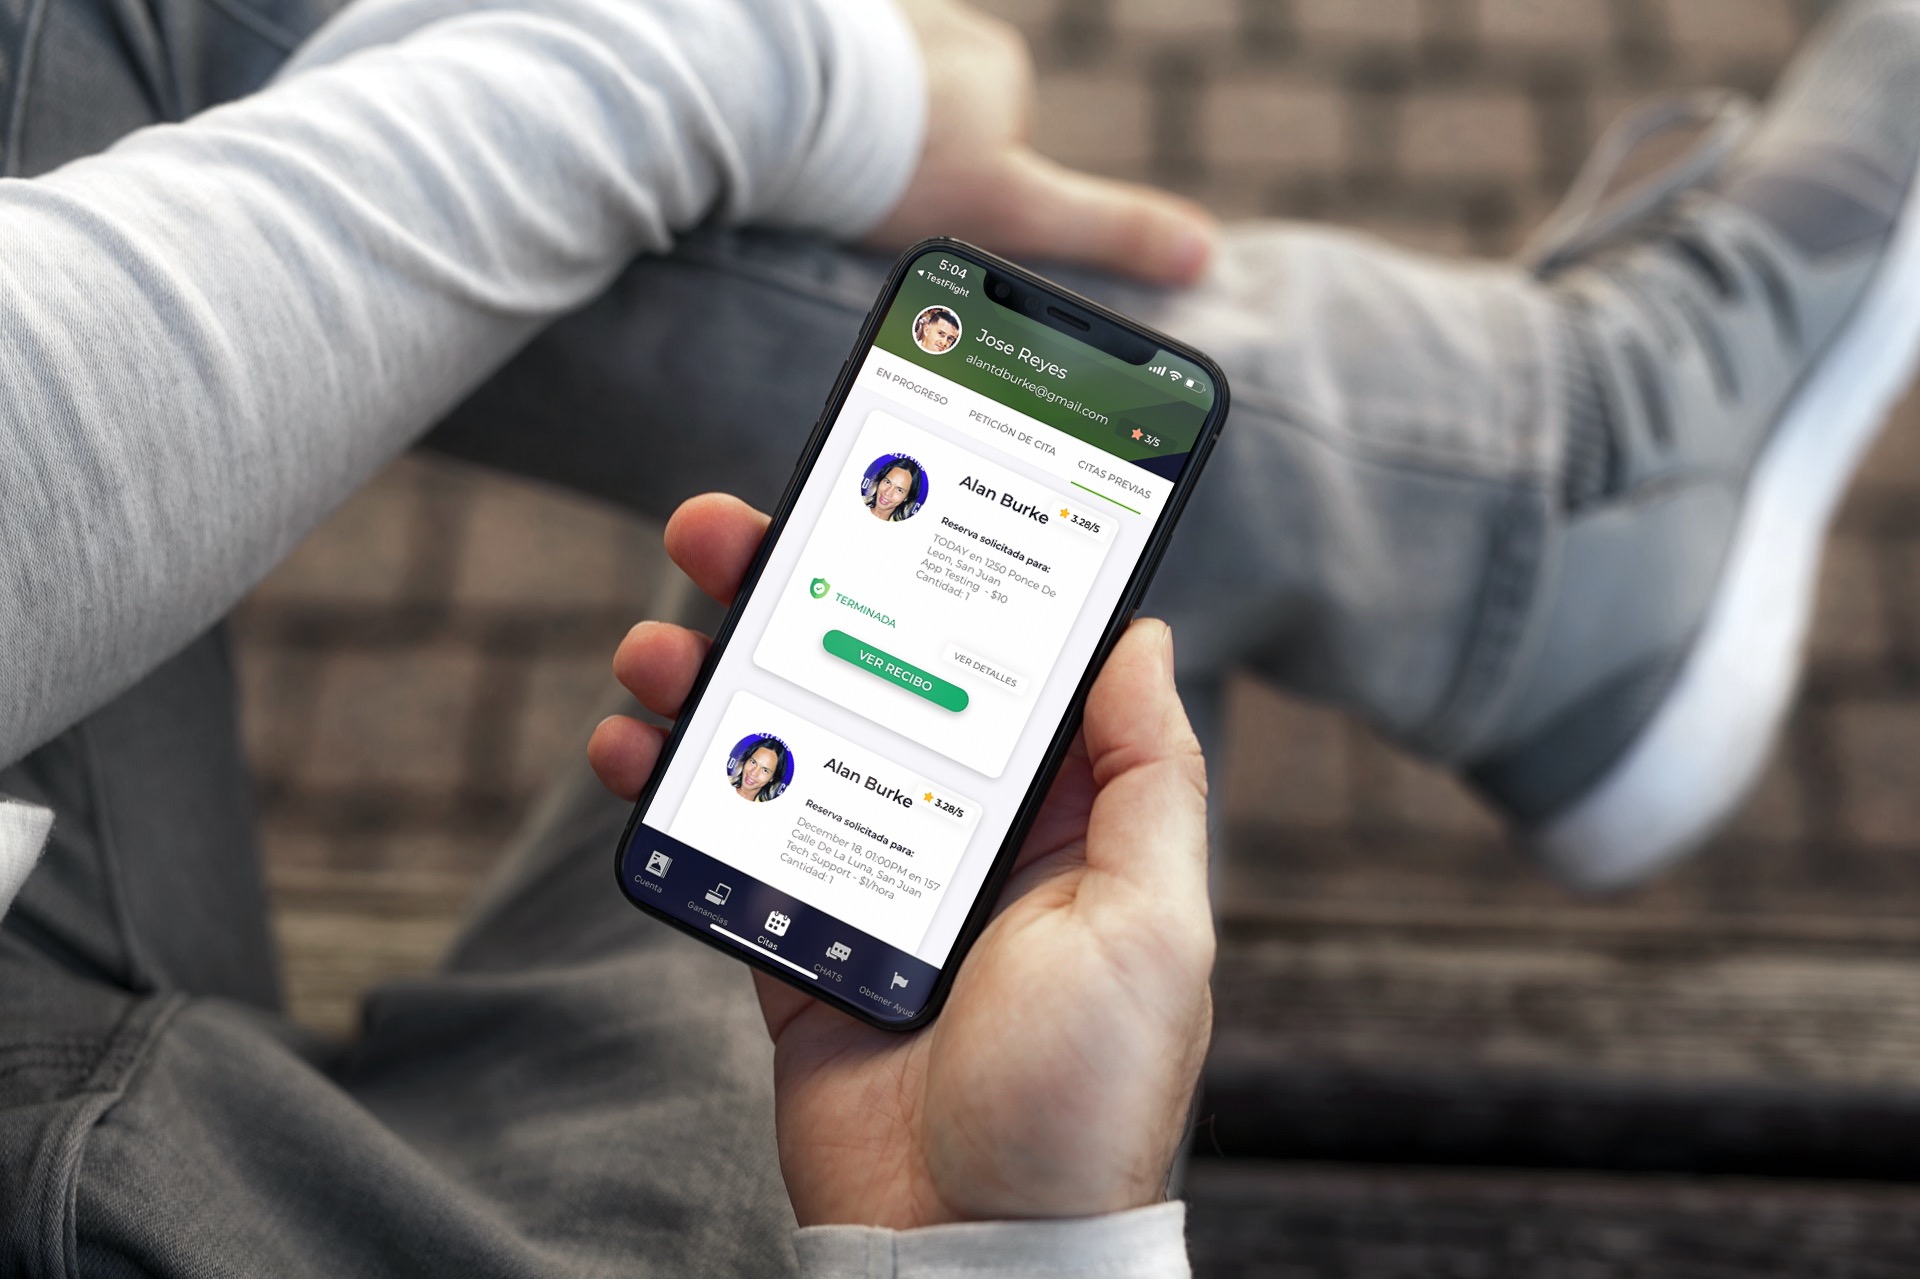 5:04
◀ TestFlight
Jose Reyes
alantdburke@gmail.com
3/5
EN PROGRESO
PETICIÓN DE CITA
CITAS PREVIAS
Alan Burke
3.28/5
Reserva solicitada para:
TODAY en 1250 Ponce De
Leon, San Juan
App Testing - $10
Cantidad: 1
TERMINADA
VER DETALLES
VER RECIBO
Alan Burke
3.28/5
Reserva solicitada para:
December 18, 01:00PM en 157
Calle De La Luna, San Juan
Tech Support - $1/hora
Cantidad: 1
Cuenta
Ganancias
Citas
CHATS
Obtener Ayud